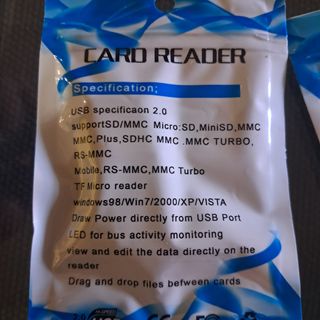 CARD READER
Specification;
USB specificaon 2.0
supportSD/MMC Micro:SD,MiniSD,MMC
MMC,Plus,SDHC MMC .MMC TURBO,
RS-MMC
Mobile,RS-MMC,MMC Turbo
TF Micro reader
windows98/Win7/2000/XP/VISTA
Draw Power directly from USB Port
LED for bus activity monitoring
view and edit the data directly on the
reader
Drag and drop files between cards